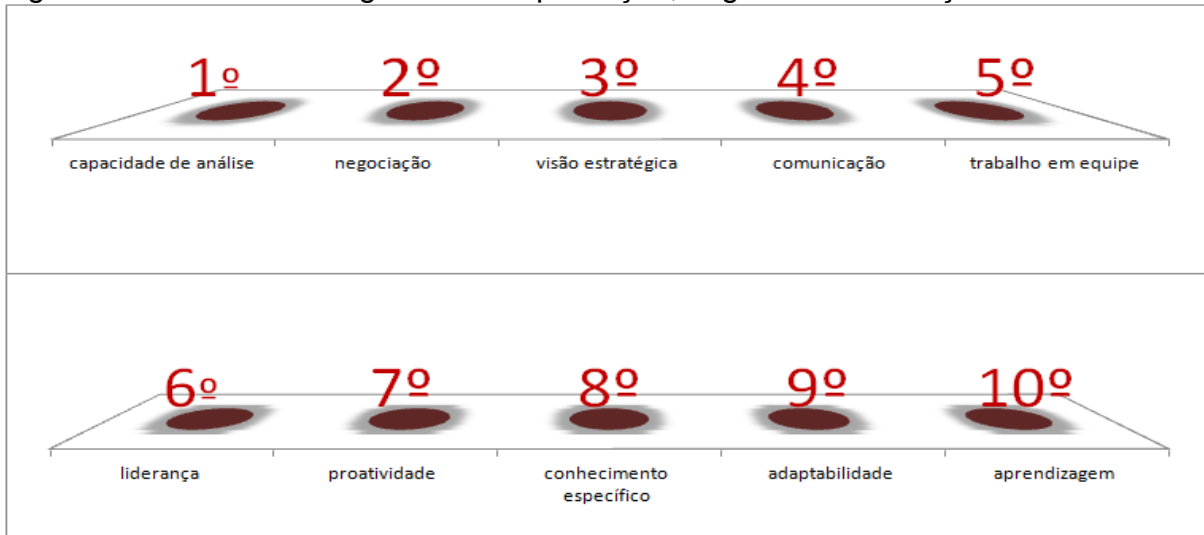 1º 2º 3º 4º 5º
capacidade de análise negociação visão estratégica comunicação trabalho em equipe
6º 7º 8º 9º 10º
liderança proatividade conhecimento específico adaptabilidade aprendizagem